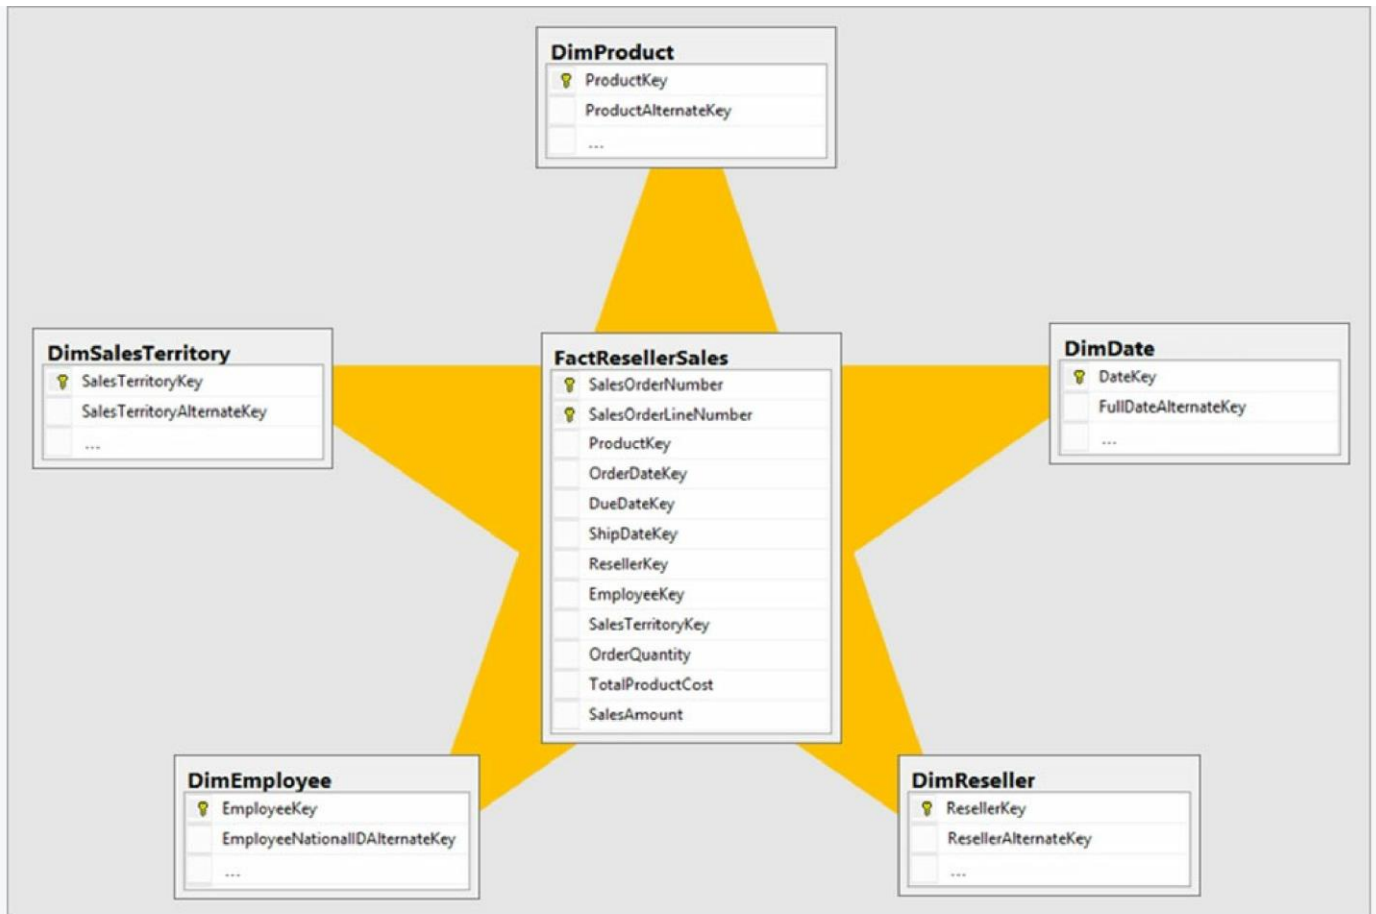 DimProduct
ProductKey
ProductAlternateKey
...
DimSalesTerritory
SalesTerritoryKey
SalesTerritoryAlternateKey
...
FactResellerSales
SalesOrderNumber
SalesOrderLineNumber
ProductKey
OrderDateKey
DueDateKey
ShipDateKey
ResellerKey
EmployeeKey
SalesTerritoryKey
OrderQuantity
TotalProductCost
SalesAmount
DimDate
DateKey
FullDateAlternateKey
...
DimEmployee
EmployeeKey
EmployeeNationalIDAlternateKey
...
DimReseller
ResellerKey
ResellerAlternateKey
...